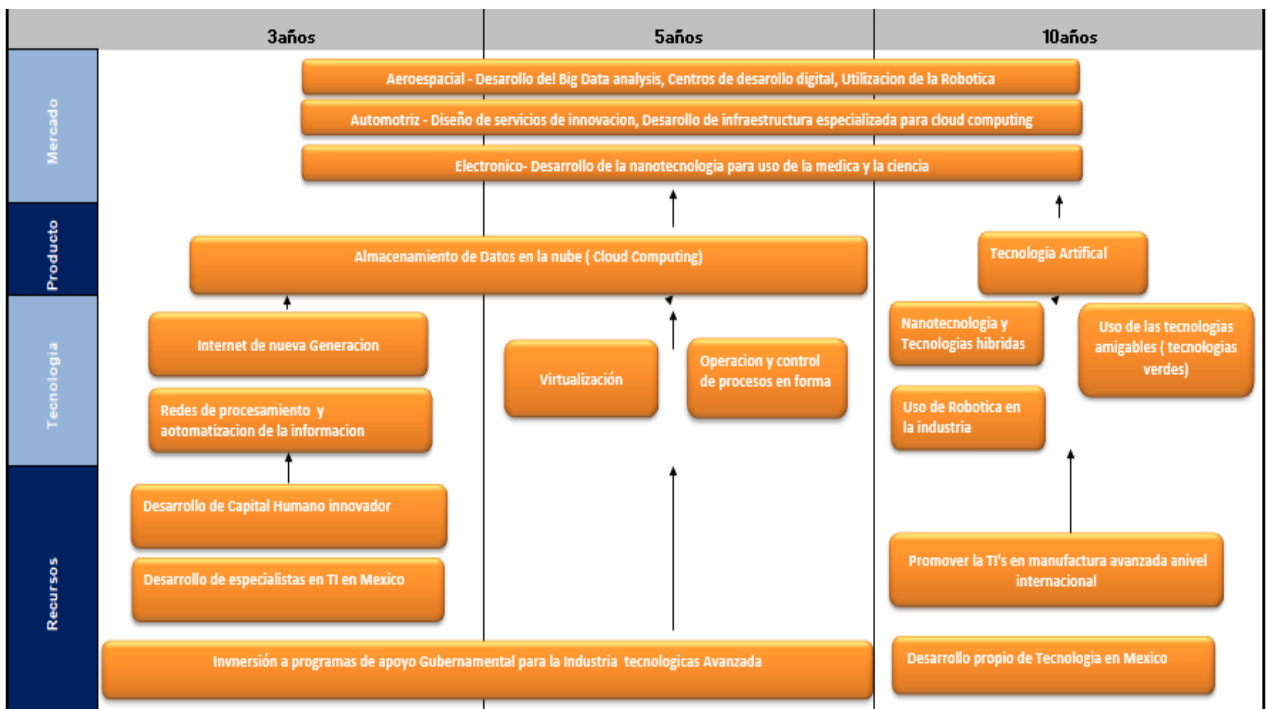 3años
5años
10años
Mercado
Aeroespacial - Desarollo del Big Data analysis, Centros de desarollo digital, Utilizacion de la Robotica
Automotriz - Diseño de servicios de innovacion, Desarollo de infraestructura especializada para cloud computing
Electronico- Desarrollo de la nanotecnologia para uso de la medica y la ciencia
Producto
Almacenamiento de Datos en la nube ( Cloud Computing)
Tecnologia Artifical
Tecnologia
Internet de nueva Generacion
Redes de procesamiento y
aotomatizacion de la informacion
Virtualización
Operacion y control
de procesos en forma
Nanotecnologia y
Tecnologias hibridas
Uso de las tecnologias
amigables ( tecnologias
verdes)
Uso de Robotica en
la industria
Recursos
Desarrollo de Capital Humano innovador
Desarrollo de especialistas en TI en Mexico
Invnersión a programas de apoyo Gubernamental para la Industria tecnologicas Avanzada
Promover la TI's en manufactura avanzada anivel
internacional
Desarrollo propio de Tecnologia en Mexico